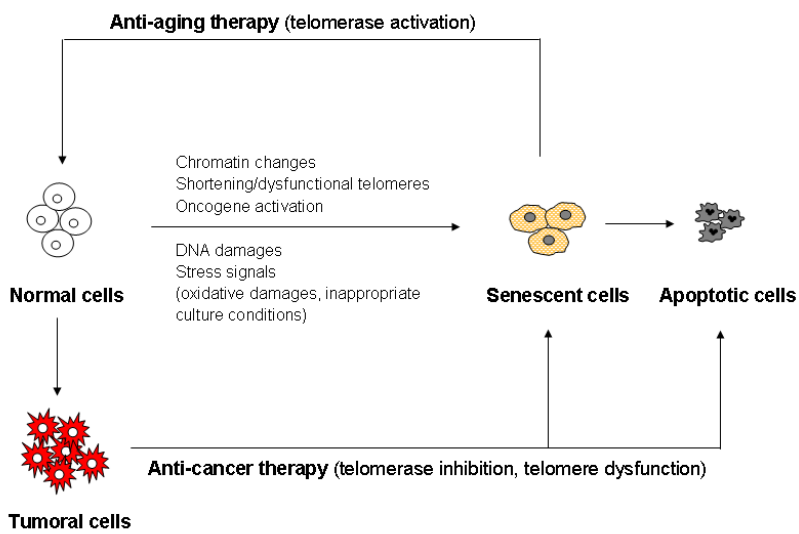 Anti-aging therapy (telomerase activation)
Chromatin changes
Shortening/dysfunctional telomeres
Oncogene activation
DNA damages
Stress signals
(oxidative damages, inappropriate
culture conditions)
Normal cells
Senescent cells
Apoptotic cells
Anti-cancer therapy (telomerase inhibition, telomere dysfunction)
Tumoral cells